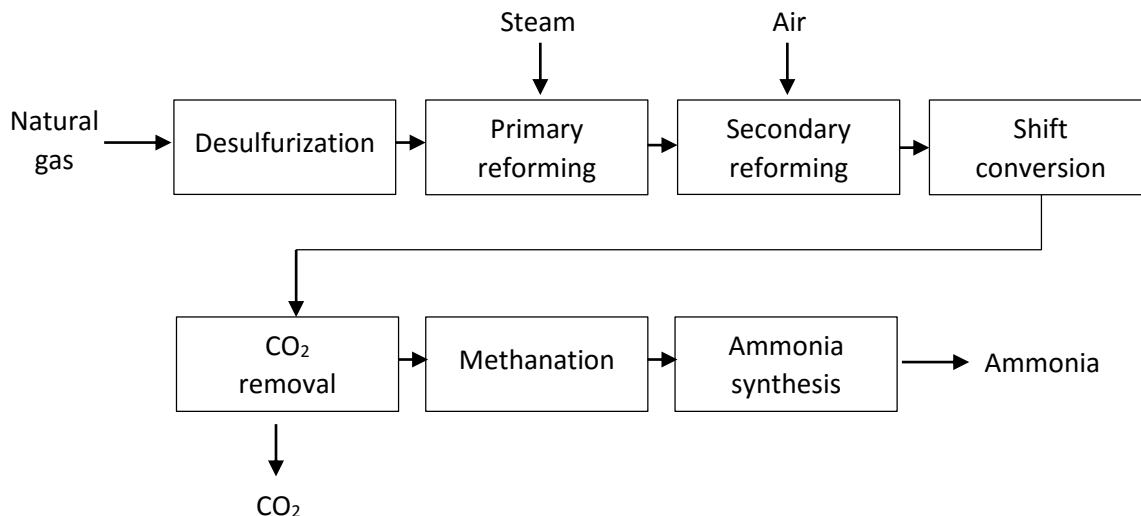 Steam
Air
Natural
gas
Desulfurization
Primary
reforming
Secondary
reforming
Shift
conversion
CO₂
removal
Methanation
Ammonia
synthesis
Ammonia
CO₂